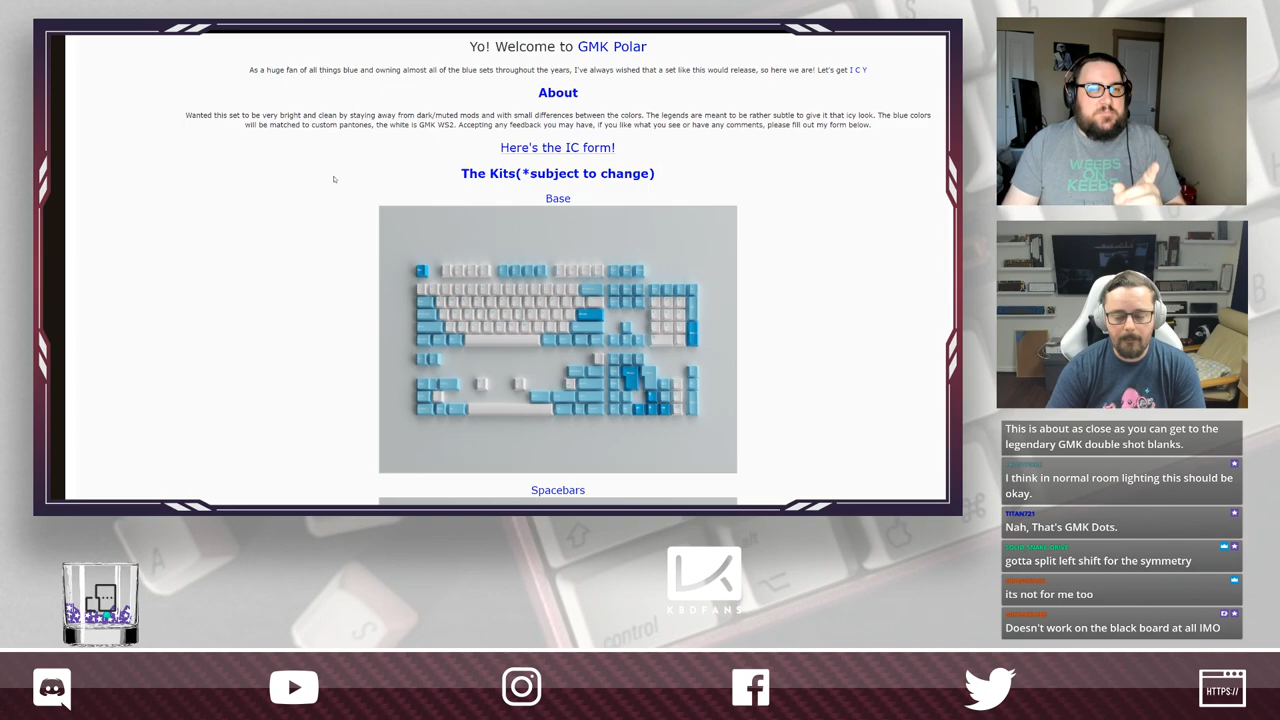 Yo! Welcome to GMK Polar
As a huge fan of all things blue and owning almost all of the blue sets throughout the years, I've always wished that a set like this would release, so here we are! Let's get I C Y
About
Wanted this set to be very bright and clean by staying away from dark/muted mods and with small differences between the colors. The legends are meant to be rather subtle to give it that icy look. The blue colors
will be matched to custom pantones, the white is GMK WS2. Accepting any feedback you may have, if you like what you see or have any comments, please fill out my form below.
Here's the IC form!
The Kits(*subject to change)
Base
Spacebars
WEEBS
ON
KEEBS
This is about as close as you can get to the
legendary GMK double shot blanks.
I think in normal room lighting this should be
okay.
TITAN721
Nah, That's GMK Dots.
SOLID_SNAKE_DRIVE
gotta split left shift for the symmetry
its not for me too
Doesn't work on the black board at all IMO
KBDFANS
control
alt
HTTPS://